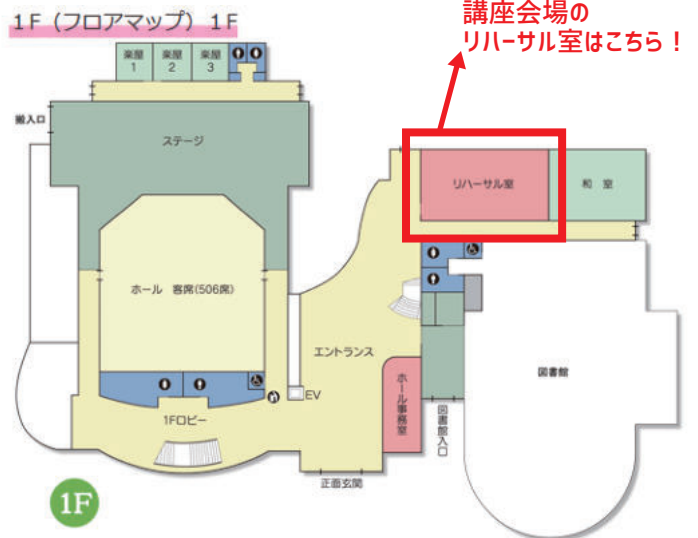 1F（フロアマップ）1F
講座会場の
リハーサル室はこちら！
楽屋
1
楽屋
2
楽屋
3
搬入口
ステージ
リハーサル室
和 室
ホール 客席(506席)
エントランス
図書館
EV
ホール事務室
図書館入口
1Fロビー
正面玄関
1F